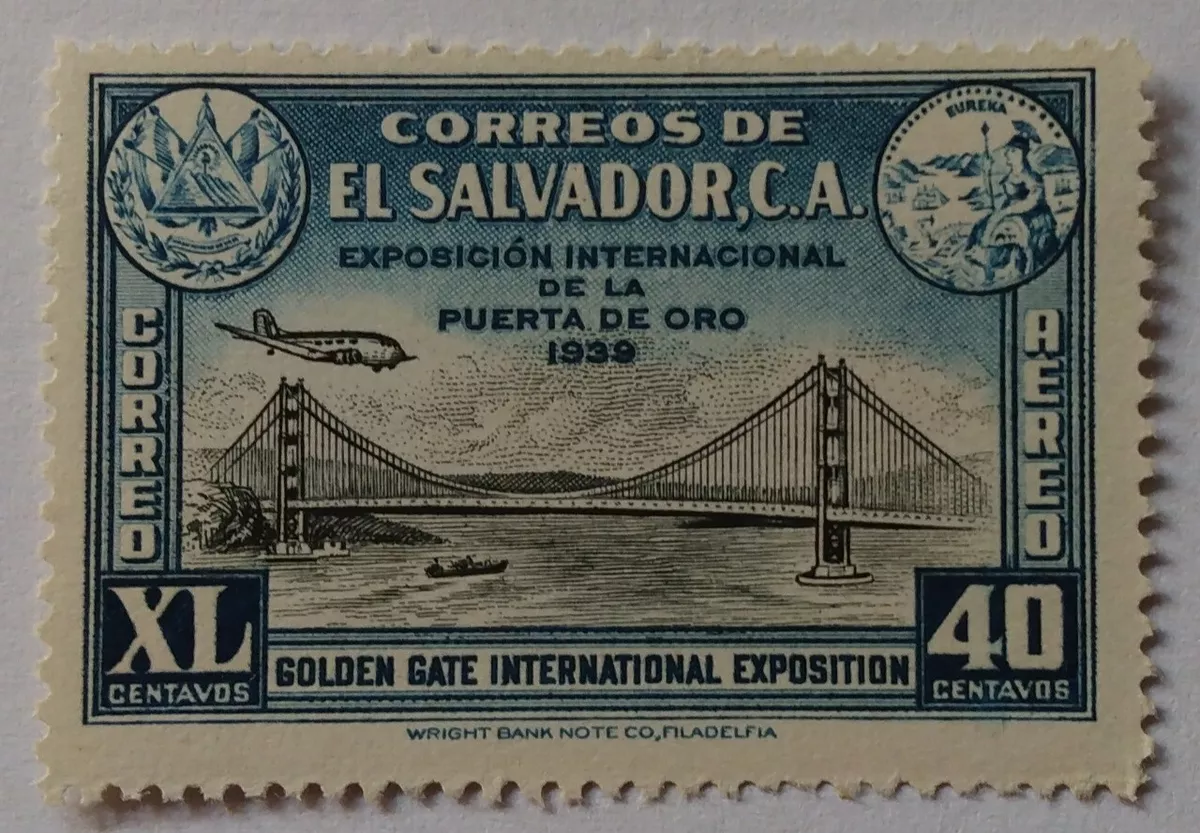 CORREOS DE
EL SALVADOR, C.A.
EUREKA
EXPOSICIÓN INTERNACIONAL
DE LA
PUERTA DE ORO
1939
CORREO
AEREO
XL
CENTAVOS
GOLDEN GATE INTERNATIONAL EXPOSITION
40
CENTAVOS
WRIGHT BANK NOTE CO., FILADELFIA